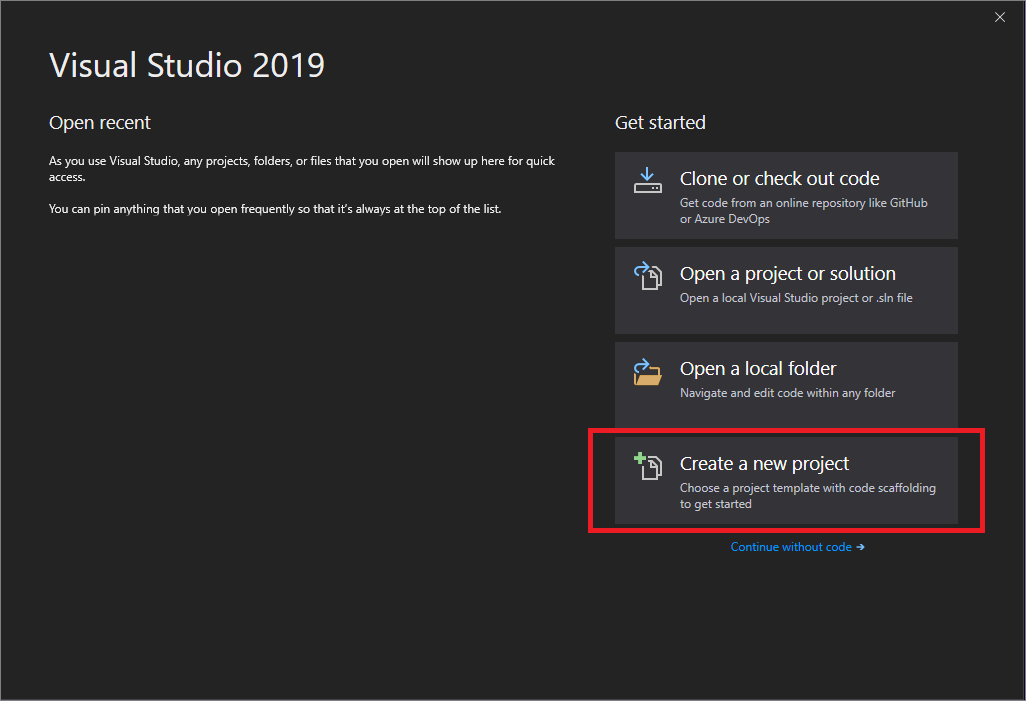 Visual Studio 2019
Open recent
As you use Visual Studio, any projects, folders, or files that you open will show up here for quick
access.
You can pin anything that you open frequently so that it's always at the top of the list.
Get started
Clone or check out code
Get code from an online repository like GitHub
or Azure DevOps
Open a project or solution
Open a local Visual Studio project or .sln file
Open a local folder
Navigate and edit code within any folder
Create a new project
Choose a project template with code scaffolding
to get started
Continue without code →